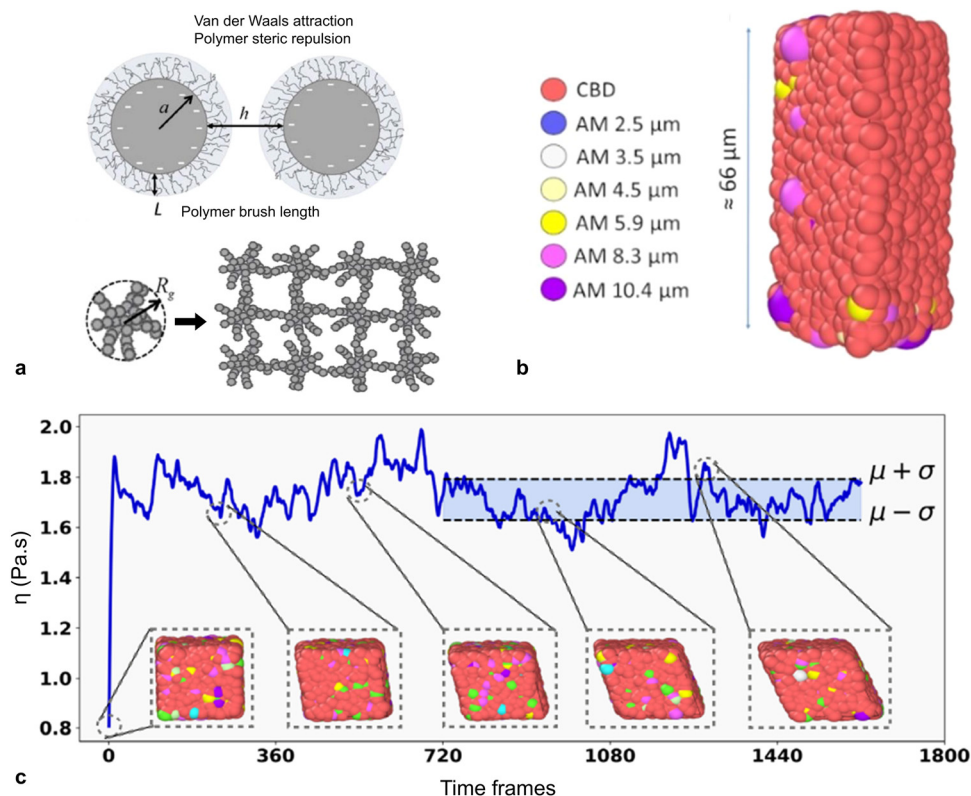 Van der Waals attraction
Polymer steric repulsion
a
h
L
Polymer brush length
Rg
a
CBD
AM 2.5 μm
AM 3.5 μm
AM 4.5 μm
AM 5.9 μm
AM 8.3 μm
AM 10.4 μm
≈ 66 μm
b
2.0
1.8
1.6
1.4
1.2
1.0
0.8
η (Pa.s)
μ + σ
μ − σ
0
360
720
1080
1440
1800
Time frames
c